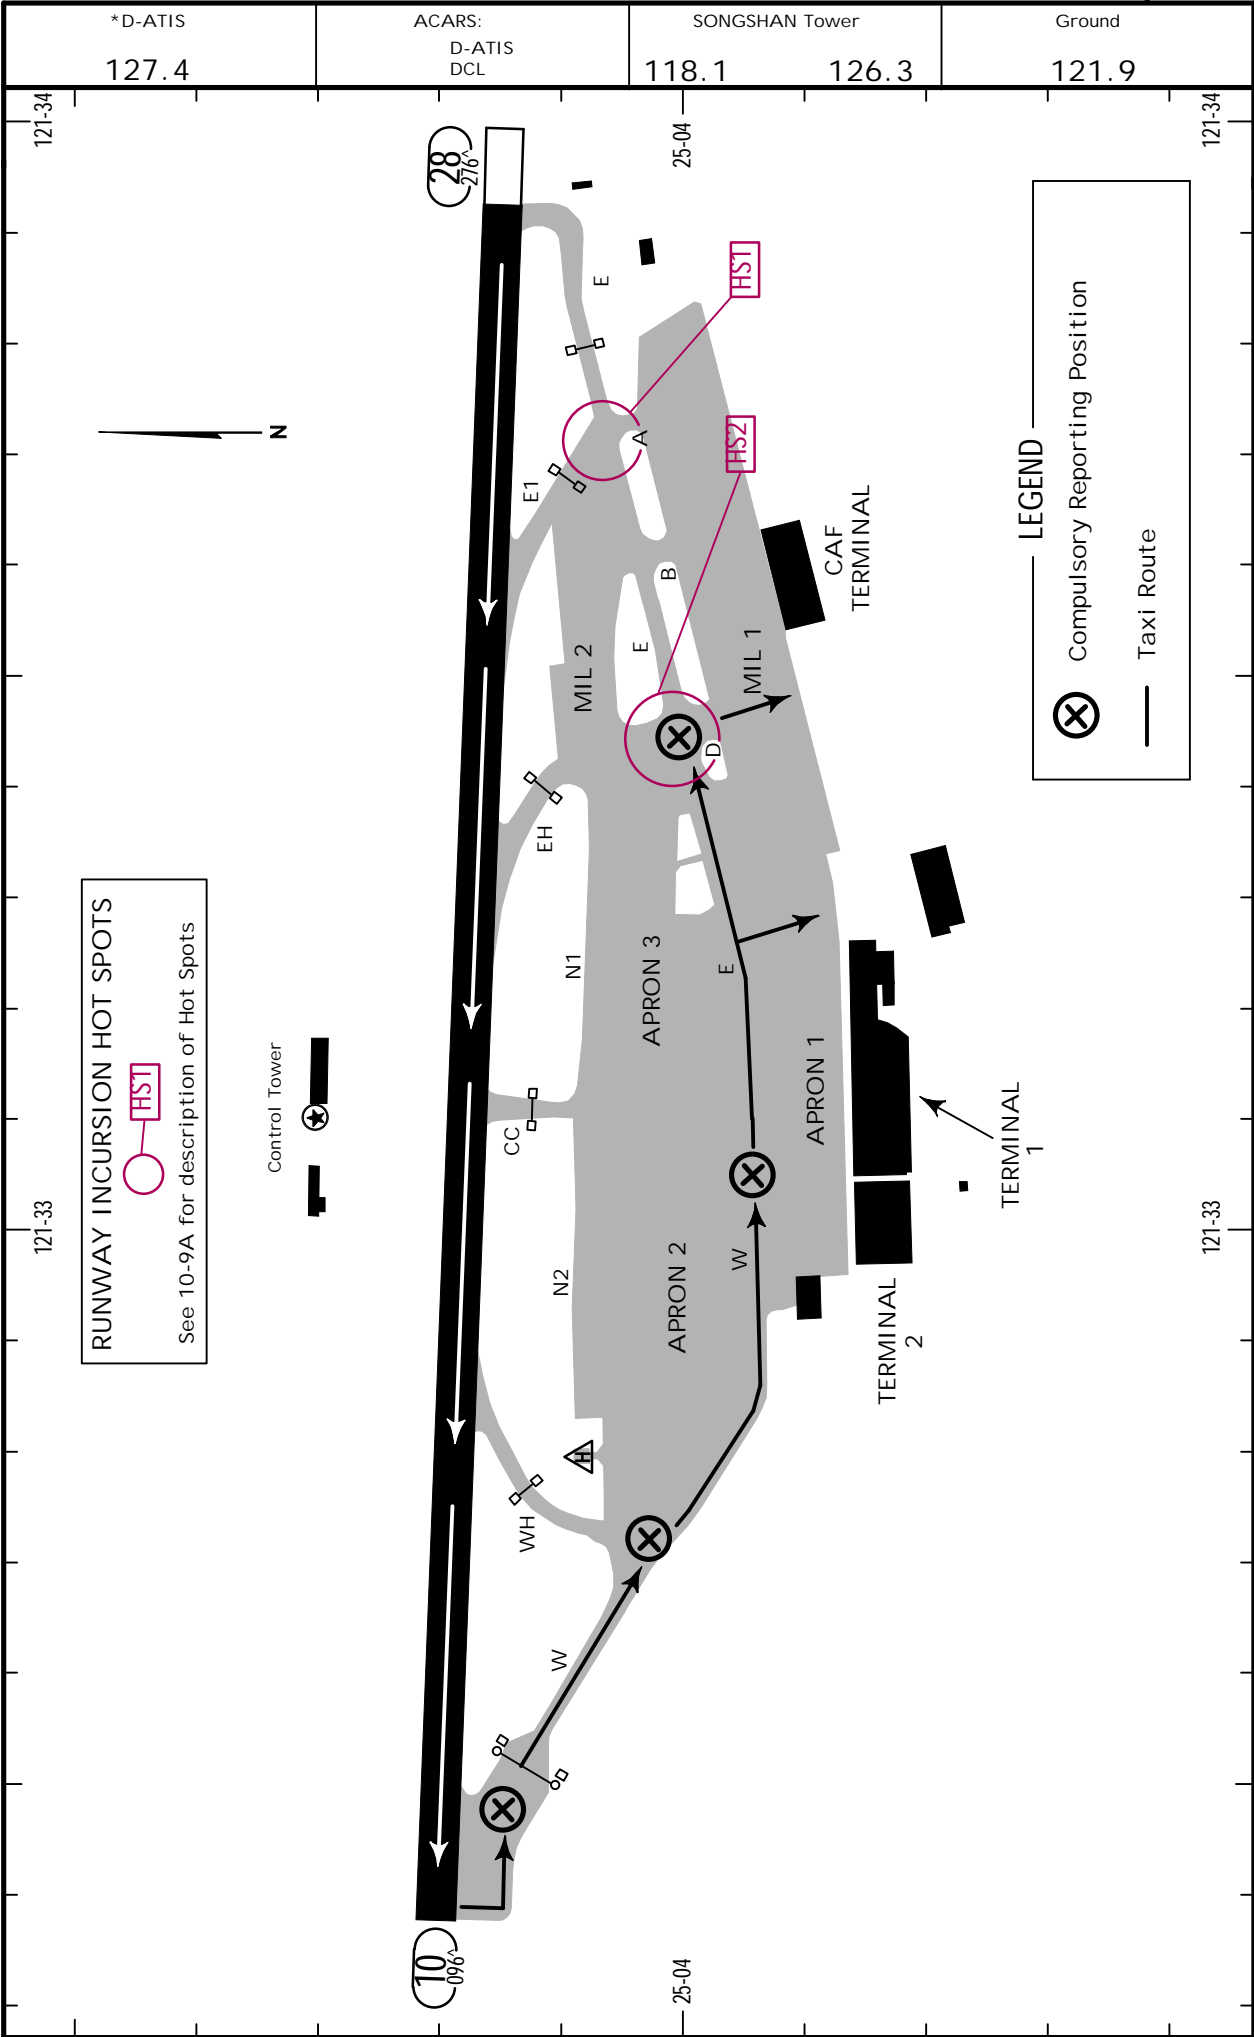 *D-ATIS
127.4
ACARS:
D-ATIS
DCL
SONGSHAN Tower
118.1 126.3
Ground
121.9
121-34
25-04
121-34
28
276^
HS1
E
N
A
HS2
E1
LEGEND
Compulsory Reporting Position
Taxi Route
CAF
TERMINAL
B
E
MIL 2
MIL 1
D
EH
RUNWAY INCURSION HOT SPOTS
HS1
See 10-9A for description of Hot Spots
N1
APRON 3
E
Control Tower
CC
APRON 1
TERMINAL
1
121-33
121-33
N2
APRON 2
W
TERMINAL
2
H
WH
W
10
096^
25-04